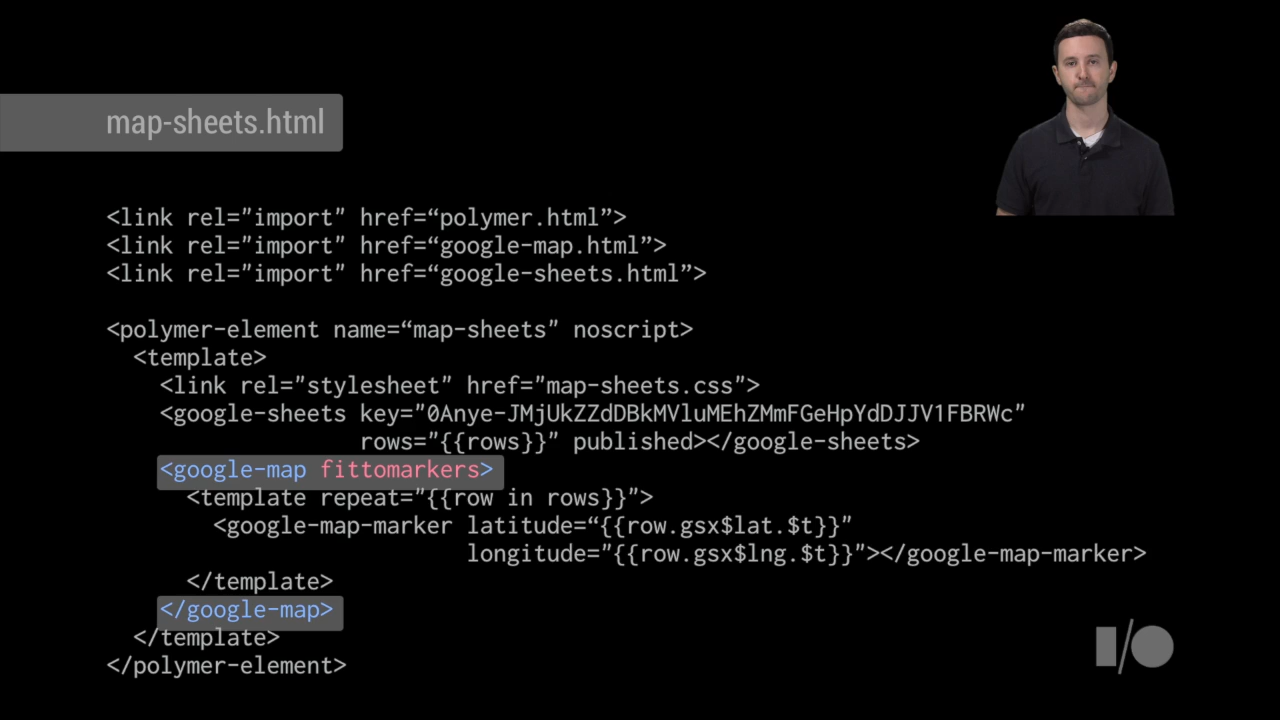 map-sheets.html
<link rel="import" href=“polymer.html”>
<link rel="import" href=“google-map.html”>
<link rel="import" href=“google-sheets.html”>
<polymer-element name=“map-sheets" noscript>
<template>
<link rel="stylesheet" href="map-sheets.css">
<google-sheets key="0Anye-JMjUkZZdDBkMVluMEhZMmFGeHpYdDJJV1FBRWc"
rows="{{rows}}" published></google-sheets>
<google-map fittomarkers>
<template repeat="{{row in rows}}">
<google-map-marker latitude=“{{row.gsx$lat.$t}}"
longitude="{{row.gsx$lng.$t}}"></google-map-marker>
</template>
</google-map>
</template>
</polymer-element>
I/O